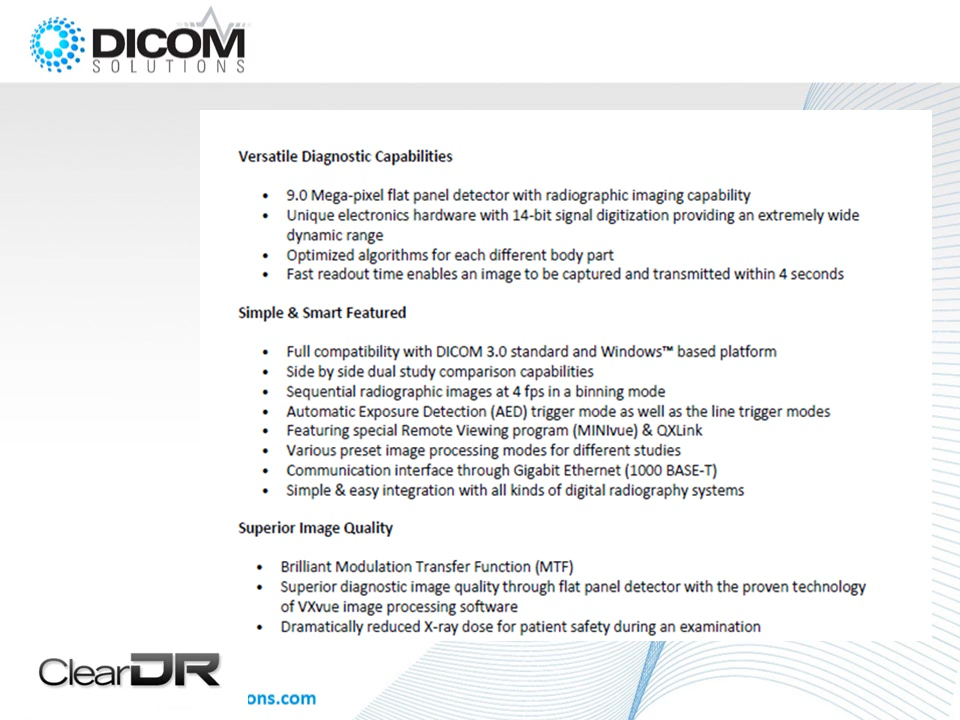 DICOM
SOLUTIONS
Versatile Diagnostic Capabilities
• 9.0 Mega-pixel flat panel detector with radiographic imaging capability
• Unique electronics hardware with 14-bit signal digitization providing an extremely wide
dynamic range
• Optimized algorithms for each different body part
• Fast readout time enables an image to be captured and transmitted within 4 seconds
Simple & Smart Featured
• Full compatibility with DICOM 3.0 standard and Windows™ based platform
• Side by side dual study comparison capabilities
• Sequential radiographic images at 4 fps in a binning mode
• Automatic Exposure Detection (AED) trigger mode as well as the line trigger modes
• Featuring special Remote Viewing program (MINIvue) & QXLink
• Various preset image processing modes for different studies
• Communication interface through Gigabit Ethernet (1000 BASE-T)
• Simple & easy integration with all kinds of digital radiography systems
Superior Image Quality
• Brilliant Modulation Transfer Function (MTF)
• Superior diagnostic image quality through flat panel detector with the proven technology
of VXvue image processing software
• Dramatically reduced X-ray dose for patient safety during an examination
ClearDR
ons.com